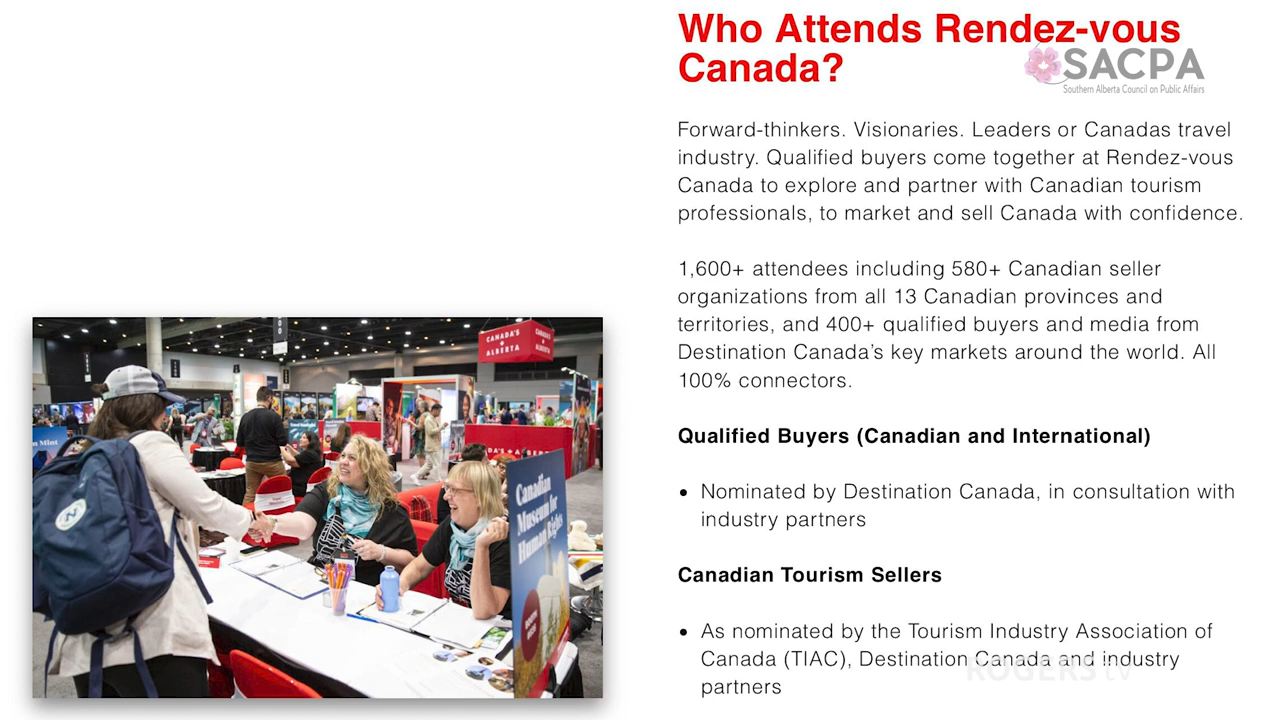 Who Attends Rendez-vous
Canada?
SACPA
Southern Alberta Council on Public Affairs
Forward-thinkers. Visionaries. Leaders or Canadas travel
industry. Qualified buyers come together at Rendez-vous
Canada to explore and partner with Canadian tourism
professionals, to market and sell Canada with confidence.
1,600+ attendees including 580+ Canadian seller
organizations from all 13 Canadian provinces and
territories, and 400+ qualified buyers and media from
Destination Canada’s key markets around the world. All
100% connectors.
Qualified Buyers (Canadian and International)
• Nominated by Destination Canada, in consultation with
industry partners
Canadian Tourism Sellers
• As nominated by the Tourism Industry Association of
Canada (TIAC), Destination Canada and industry
partners
ROGERS tv
CANADA'S
ALBERTA
Canadian
Museum for
Human Rights